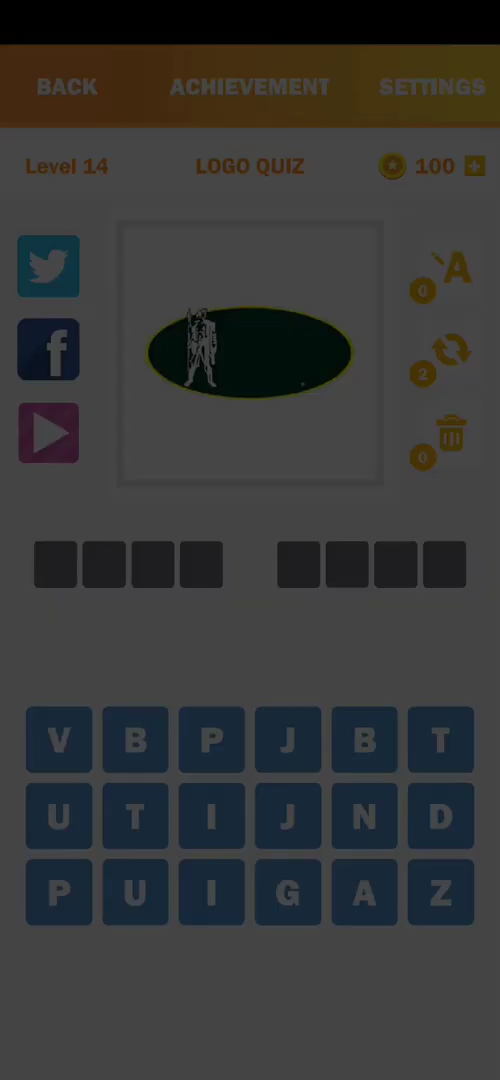 BACK ACHIEVEMENT SETTINGS
Level 14 LOGO QUIZ 100 +
A
0
f
2
0
V B P J B T
U T I J N D
P U I G A Z